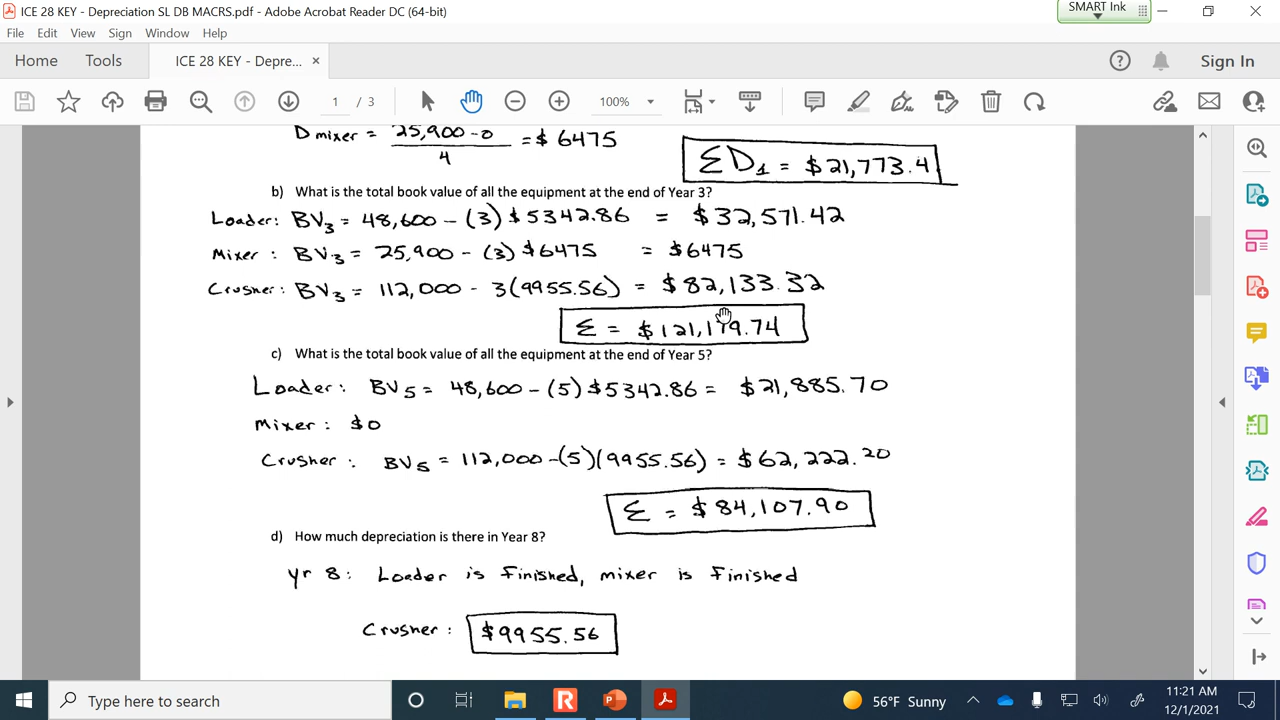 ICE 28 KEY - Depreciation SL DB MACRS.pdf - Adobe Acrobat Reader DC (64-bit)
SMART Ink
File Edit View Sign Window Help
Home Tools ICE 28 KEY - Depre... × Sign In
1 / 3 100%
D mixer = 25,900 - 0 / 4 = $ 6475
ΣD1 = $21,773.4
b) What is the total book value of all the equipment at the end of Year 3?
Loader: BV3 = 48,600 - (3) $5342.86 = $32,571.42
Mixer: BV3 = 25,900 - (3) $6475 = $6475
Crusher: BV3 = 112,000 - 3(9955.56) = $82,133.32
Σ = $121,179.74
c) What is the total book value of all the equipment at the end of Year 5?
Loader: BV5 = 48,600 - (5) $5342.86 = $21,885.70
Mixer: $0
Crusher: BV5 = 112,000 - (5)(9955.56) = $62,222.20
Σ = $84,107.90
d) How much depreciation is there in Year 8?
yr 8: Loader is finished, mixer is finished
Crusher: $9955.56
Type here to search
56°F Sunny
11:21 AM
12/1/2021